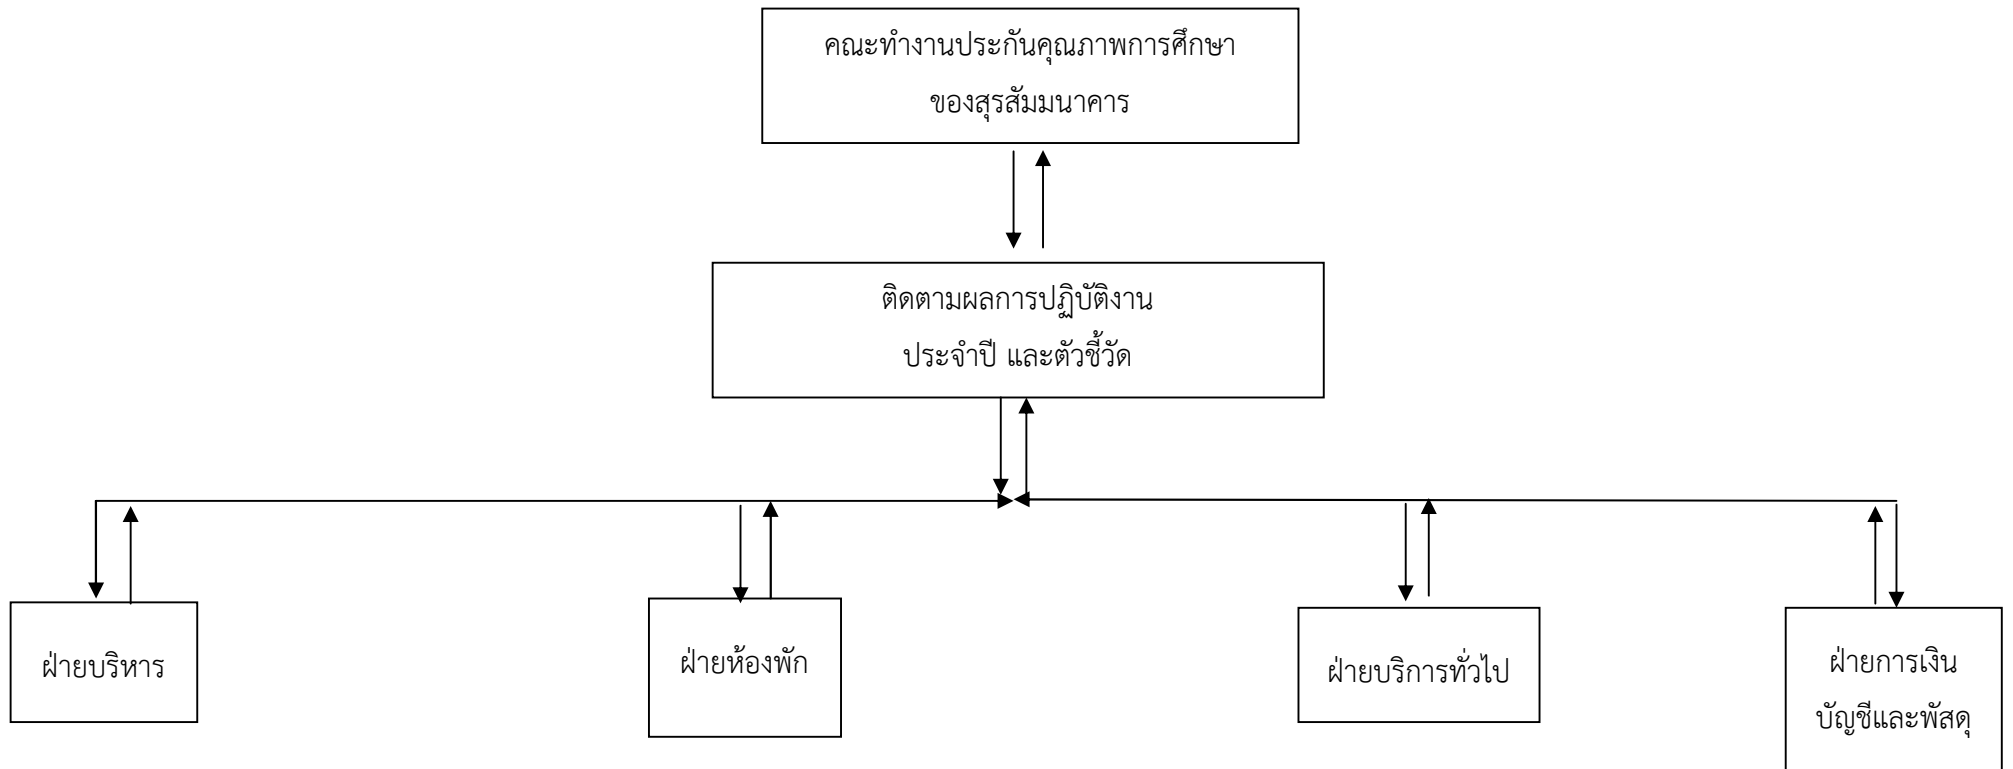 คณะทำงานประกันคุณภาพการศึกษา
ของสุรสัมมนาคาร
ติดตามผลการปฏิบัติงาน
ประจำปี และตัวชี้วัด
ฝ่ายบริหาร
ฝ่ายห้องพัก
ฝ่ายบริการทั่วไป
ฝ่ายการเงิน
บัญชีและพัสดุ